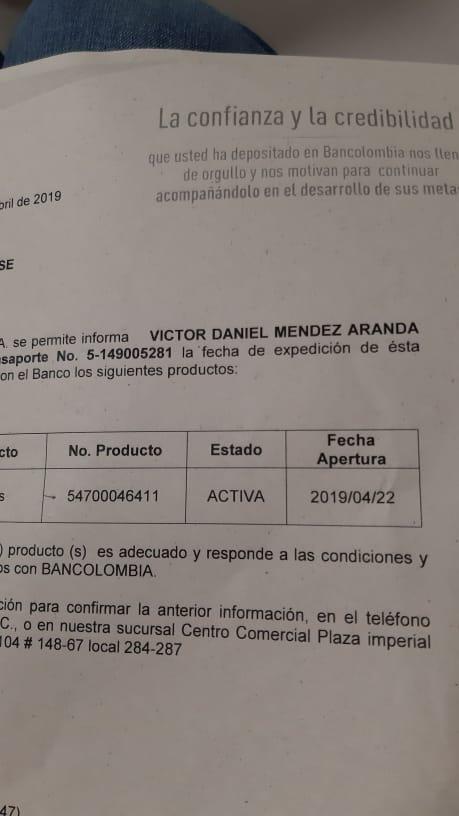 La confianza y la credibilidad
que usted ha depositado en Bancolombia nos llen
de orgullo y nos motivan para continuar
acompañándolo en el desarrollo de sus meta
bril de 2019
SE
A. se permite informa VICTOR DANIEL MENDEZ ARANDA
saporte No. 5-149005281 la fecha de expedición de ésta
on el Banco los siguientes productos:
cto No. Producto Estado Fecha Apertura
s 54700046411 ACTIVA 2019/04/22
) producto (s) es adecuado y responde a las condiciones y
os con BANCOLOMBIA.
ción para confirmar la anterior información, en el teléfono
C., o en nuestra sucursal Centro Comercial Plaza imperial
104 # 148-67 local 284-287
47)